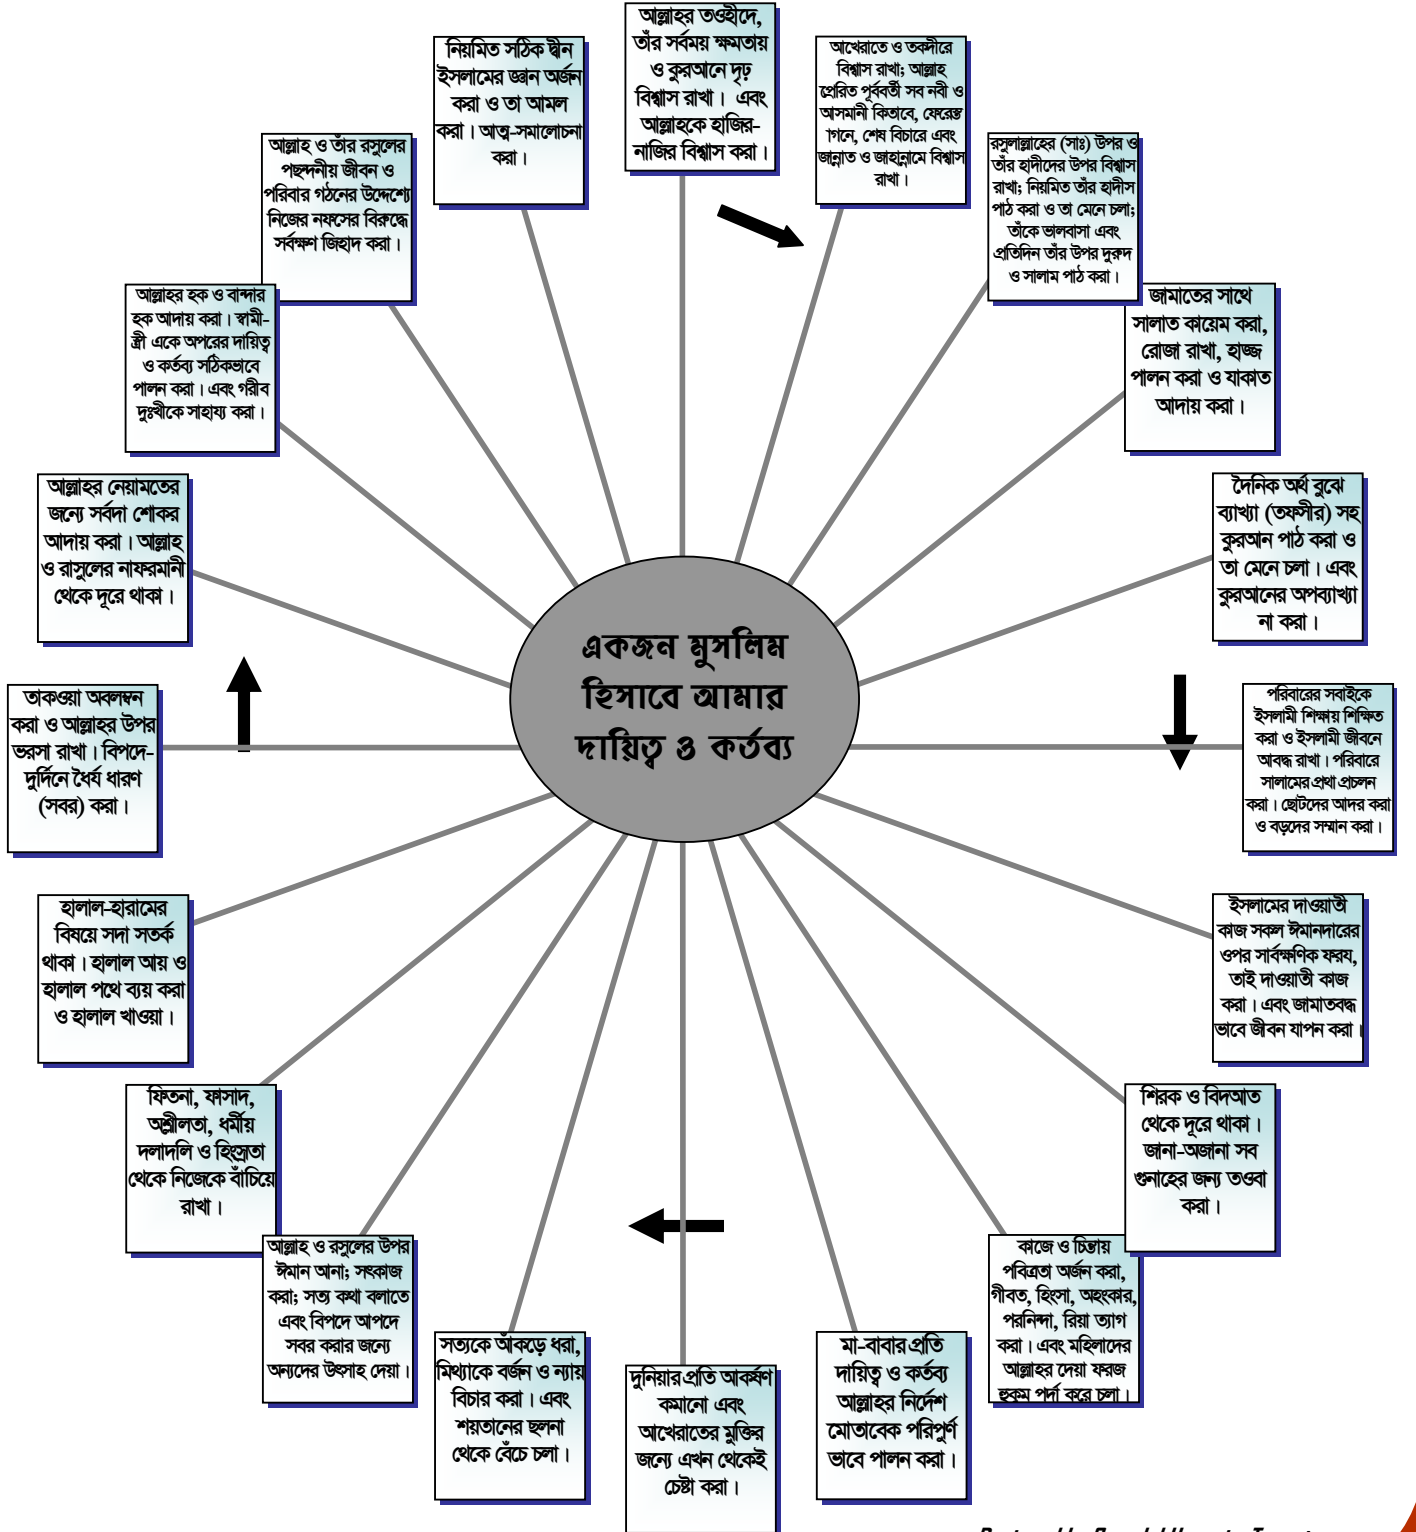 একজন মুসলিম
হিসাবে আমার
দায়িত্ব ও কর্তব্য
আল্লাহর তওহীদে,
তাঁর সর্বময় ক্ষমতায়
ও কুরআনে দৃঢ়
বিশ্বাস রাখা। এবং
আল্লাহকে হাজির-
নাজির বিশ্বাস করা।
আখেরাতে ও তকদীরে
বিশ্বাস রাখা; আল্লাহ
প্রেরিত পূর্ববর্তী সব নবী ও
আসমানী কিতাবে, ফেরেস্ত
াগনে, শেষ বিচারে এবং
জান্নাত ও জাহান্নামে বিশ্বাস
রাখা।
রসুলাল্লাহের (সাঃ) উপর ও
তাঁর হাদীদের উপর বিশ্বাস
রাখা; নিয়মিত তাঁর হাদীস
পাঠ করা ও তা মেনে চলা;
তাঁকে ভালবাসা এবং
প্রতিদিন তাঁর উপর দুরুদ
ও সালাম পাঠ করা।
জামাতের সাথে
সালাত কায়েম করা,
রোজা রাখা, হাজ্জ
পালন করা ও যাকাত
আদায় করা।
দৈনিক অর্থ বুঝে
ব্যাখ্যা (তফসীর) সহ
কুরআন পাঠ করা ও
তা মেনে চলা। এবং
কুরআনের অপব্যাখ্যা
না করা।
পরিবারের সবাইকে
ইসলামী শিক্ষায় শিক্ষিত
করা ও ইসলামী জীবনে
আবদ্ধ রাখা। পরিবারে
সালামের প্রথা প্রচলন
করা। ছোটদের আদর করা
ও বড়দের সম্মান করা।
ইসলামের দাওয়াতী
কাজ সকল ঈমানদারের
ওপর সার্বক্ষণিক ফরয,
তাই দাওয়াতী কাজ
করা। এবং জামাতবদ্ধ
ভাবে জীবন যাপন করা।
শিরক ও বিদআত
থেকে দূরে থাকা।
জানা-অজানা সব
গুনাহের জন্য তওবা
করা।
কাজে ও চিন্তায়
পবিত্রতা অর্জন করা,
গীবত, হিংসা, অহংকার,
পরনিন্দা, রিয়া ত্যাগ
করা। এবং মহিলাদের
আল্লাহর দেয়া ফরজ
হুকুম পর্দা করে চলা।
মা-বাবার প্রতি
দায়িত্ব ও কর্তব্য
আল্লাহর নির্দেশ
মোতাবেক পরিপুর্ণ
ভাবে পালন করা।
দুনিয়ার প্রতি আকর্ষণ
কমানো এবং
আখেরাতের মুক্তির
জন্যে এখন থেকেই
চেষ্টা করা।
সত্যকে আঁকড়ে ধরা,
মিথ্যাকে বর্জন ও ন্যায়
বিচার করা। এবং
শয়তানের ছলনা
থেকে বেঁচে চলা।
আল্লাহ ও রসুলের উপর
ঈমান আনা; সৎকাজ
করা; সত্য কথা বলাতে
এবং বিপদে আপদে
সবর করার জন্যে
অন্যদের উৎসাহ দেয়া।
ফিতনা, ফাসাদ,
অশ্লীলতা, ধর্মীয়
দলাদলি ও হিংস্রতা
থেকে নিজেকে বাঁচিয়ে
রাখা।
হালাল-হারামের
বিষয়ে সদা সতর্ক
থাকা। হালাল আয় ও
হালাল পথে ব্যয় করা
ও হালাল খাওয়া।
তাকওয়া অবলম্বন
করা ও আল্লাহর উপর
ভরসা রাখা। বিপদে-
দুর্দিনে ধৈর্য ধারণ
(সবর) করা।
আল্লাহর নেয়ামতের
জন্যে সর্বদা শোকর
আদায় করা। আল্লাহ
ও রাসুলের নাফরমানী
থেকে দূরে থাকা।
আল্লাহর হক ও বান্দার
হক আদায় করা। স্বামী-
স্ত্রী একে অপরের দায়িত্ব
ও কর্তব্য সঠিকভাবে
পালন করা। এবং গরীব
দুঃখীকে সাহায্য করা।
আল্লাহ ও তাঁর রসুলের
পছন্দনীয় জীবন ও
পরিবার গঠনের উদ্দেশ্যে
নিজের নফসের বিরুদ্ধে
সর্বক্ষণ জিহাদ করা।
নিয়মিত সঠিক দ্বীন
ইসলামের জ্ঞান অর্জন
করা ও তা আমল
করা। আত্ম-সমালোচনা
করা।